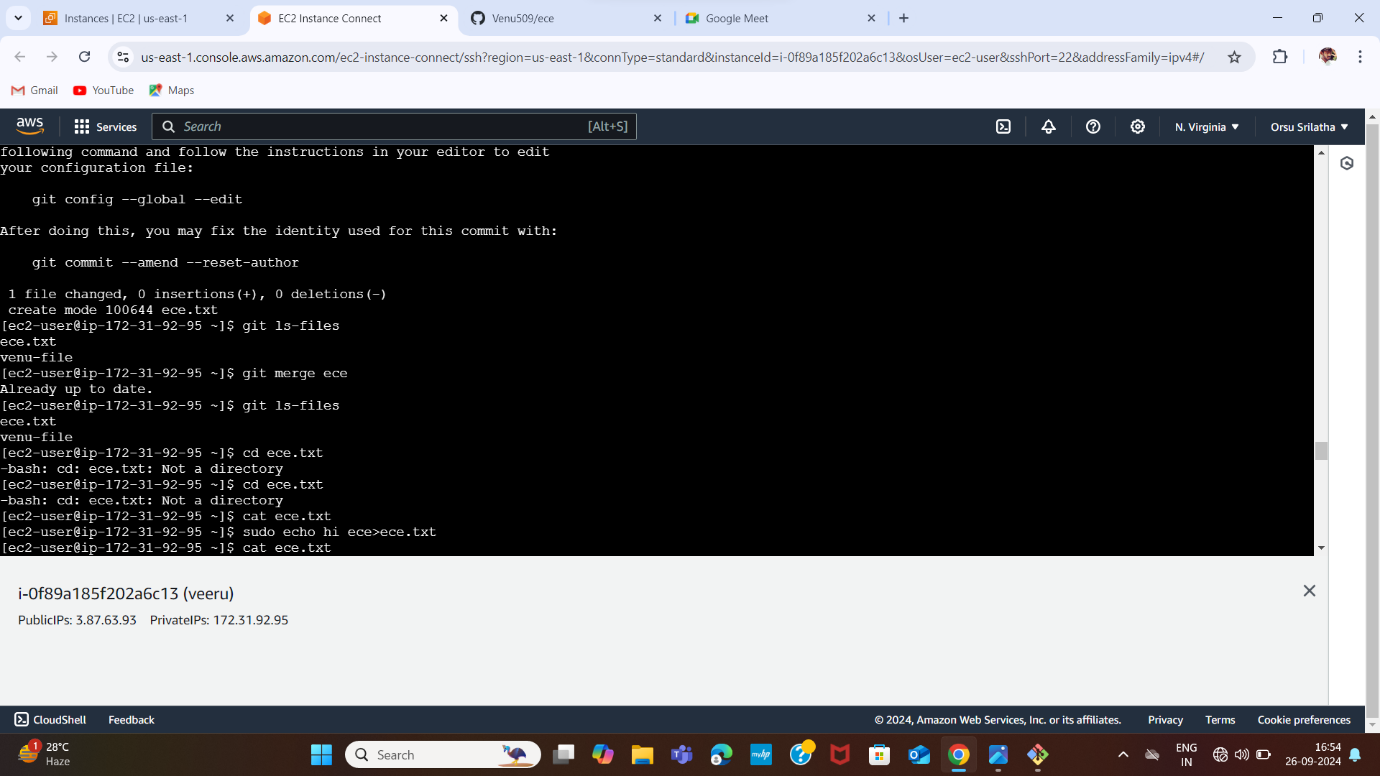 Instances | EC2 | us-east-1
EC2 Instance Connect
Venu509/ece
Google Meet
us-east-1.console.aws.amazon.com/ec2-instance-connect/ssh?region=us-east-1&connType=standard&instanceId=i-0f89a185f202a6c13&osUser=ec2-user&sshPort=22&addressFamily=ipv4#/
Gmail YouTube Maps
aws Services Search [Alt+S] N. Virginia Orsu Srilatha
following command and follow the instructions in your editor to edit
your configuration file:
git config --global --edit
After doing this, you may fix the identity used for this commit with:
git commit --amend --reset-author
1 file changed, 0 insertions(+), 0 deletions(-)
create mode 100644 ece.txt
[ec2-user@ip-172-31-92-95 ~]$ git ls-files
ece.txt
venu-file
[ec2-user@ip-172-31-92-95 ~]$ git merge ece
Already up to date.
[ec2-user@ip-172-31-92-95 ~]$ git ls-files
ece.txt
venu-file
[ec2-user@ip-172-31-92-95 ~]$ cd ece.txt
-bash: cd: ece.txt: Not a directory
[ec2-user@ip-172-31-92-95 ~]$ cd ece.txt
-bash: cd: ece.txt: Not a directory
[ec2-user@ip-172-31-92-95 ~]$ cat ece.txt
[ec2-user@ip-172-31-92-95 ~]$ sudo echo hi ece>ece.txt
[ec2-user@ip-172-31-92-95 ~]$ cat ece.txt
i-0f89a185f202a6c13 (veeru)
PublicIPs: 3.87.63.93 PrivateIPs: 172.31.92.95
CloudShell Feedback © 2024, Amazon Web Services, Inc. or its affiliates. Privacy Terms Cookie preferences
1 28°C
Haze
Search
myhp
ENG
IN
16:54
26-09-2024